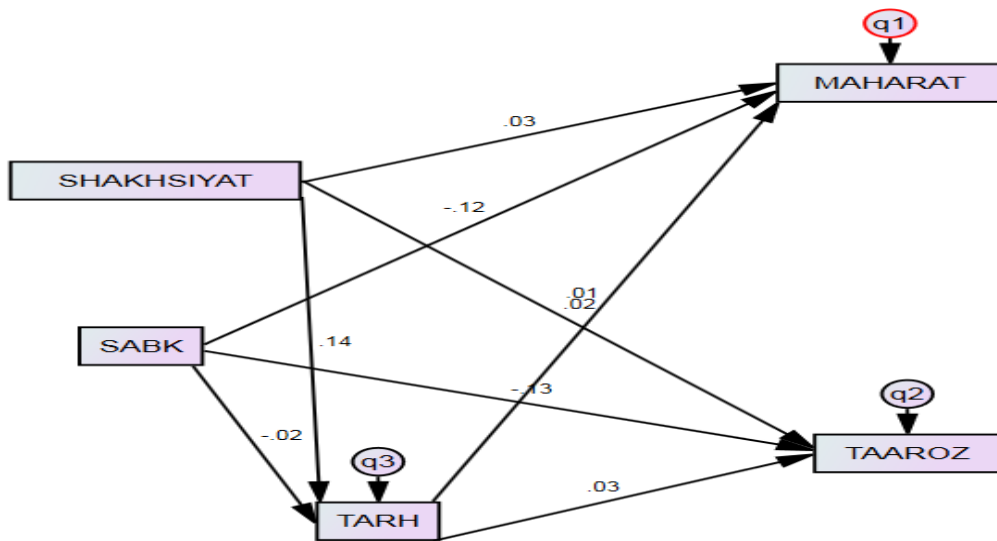 q1
MAHARAT
.03
SHAKHSIYAT
-.12
.01
.02
SABK
.14
-.13
q2
-.02
q3
TAAROZ
.03
TARH